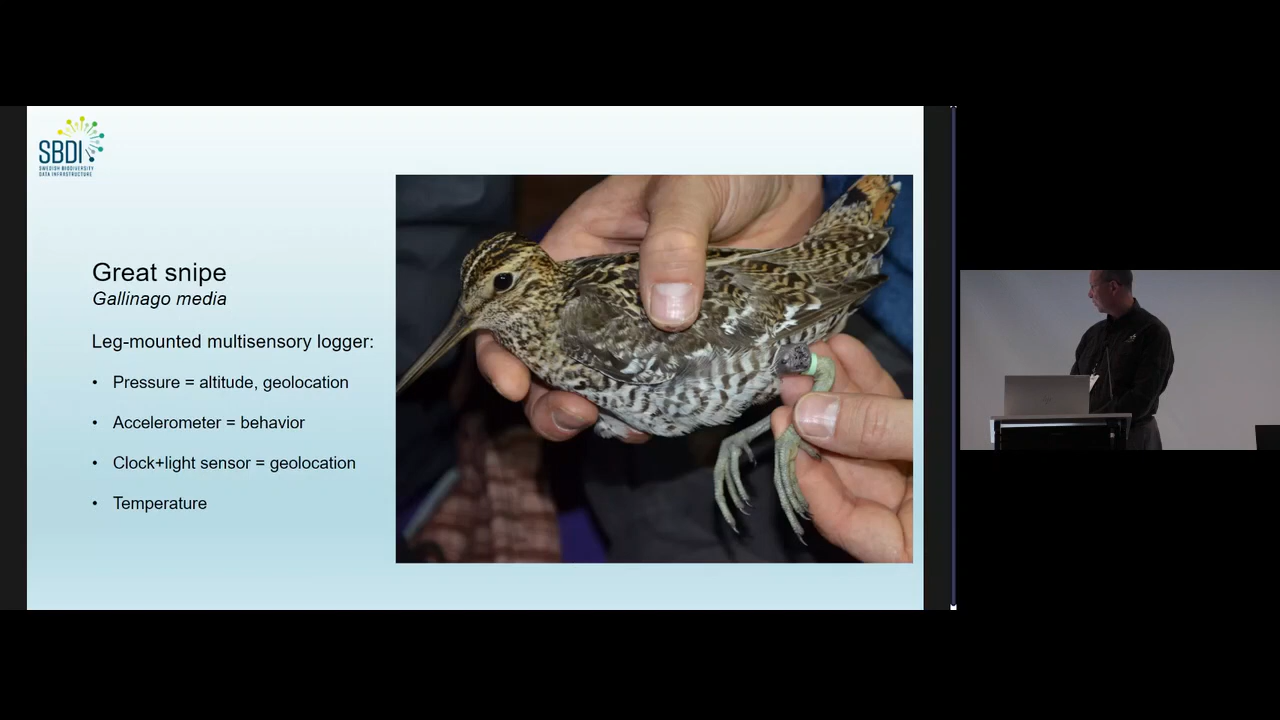 SBDI
SWEDISH BIODIVERSITY
DATA INFRASTRUCTURE
Great snipe
Gallinago media
Leg-mounted multisensory logger:
• Pressure = altitude, geolocation
• Accelerometer = behavior
• Clock+light sensor = geolocation
• Temperature